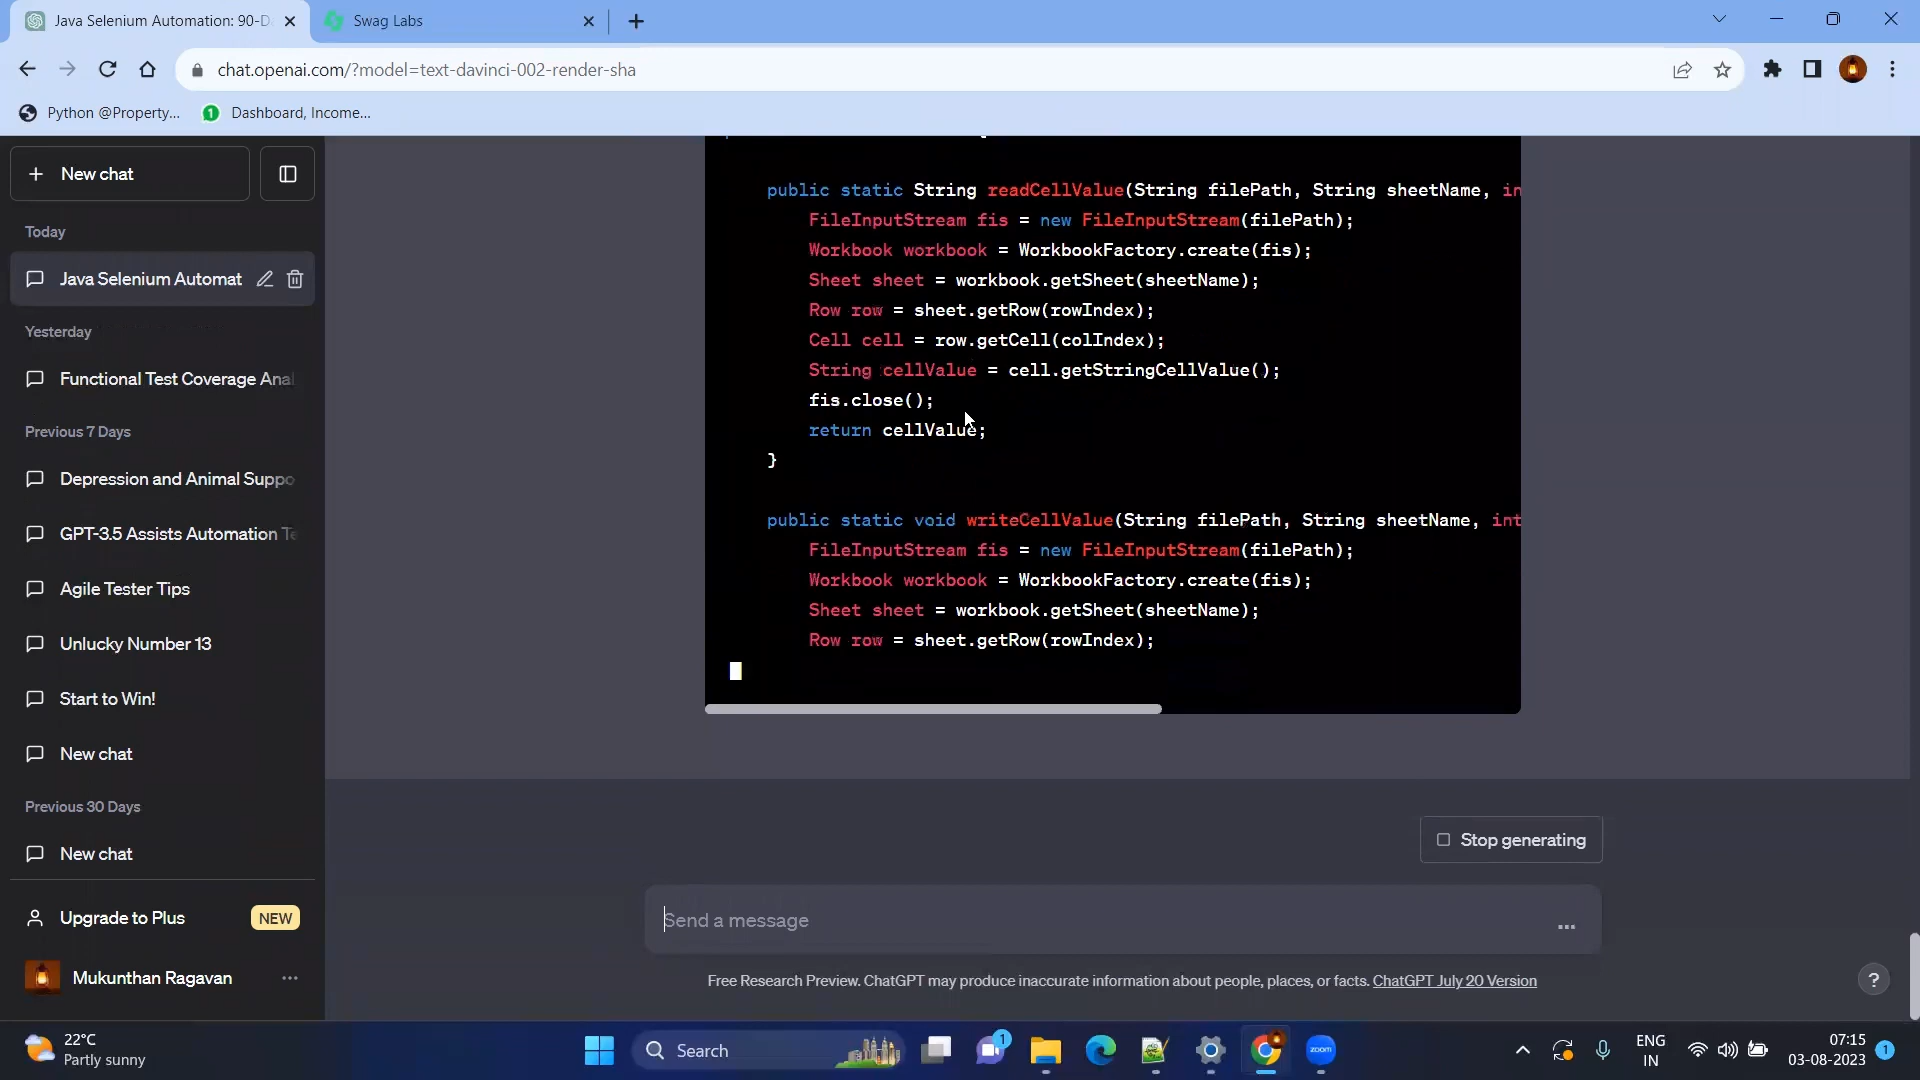 Java Selenium Automation: 90-D
Swag Labs
chat.openai.com/?model=text-davinci-002-render-sha
Python @Property...
Dashboard, Income...
New chat
Today
Java Selenium Automat
Yesterday
Functional Test Coverage Anal
Previous 7 Days
Depression and Animal Suppo
GPT-3.5 Assists Automation Te
Agile Tester Tips
Unlucky Number 13
Start to Win!
New chat
Previous 30 Days
New chat
Upgrade to Plus
NEW
Mukunthan Ragavan
public static String readCellValue(String filePath, String sheetName, in
FileInputStream fis = new FileInputStream(filePath);
Workbook workbook = WorkbookFactory.create(fis);
Sheet sheet = workbook.getSheet(sheetName);
Row row = sheet.getRow(rowIndex);
Cell cell = row.getCell(colIndex);
String cellValue = cell.getStringCellValue();
fis.close();
return cellValue;
}
public static void writeCellValue(String filePath, String sheetName, int
FileInputStream fis = new FileInputStream(filePath);
Workbook workbook = WorkbookFactory.create(fis);
Sheet sheet = workbook.getSheet(sheetName);
Row row = sheet.getRow(rowIndex);
Stop generating
Send a message
Free Research Preview. ChatGPT may produce inaccurate information about people, places, or facts. ChatGPT July 20 Version
?
22°C
Partly sunny
Search
1
zoom
ENG
IN
07:15
03-08-2023
1